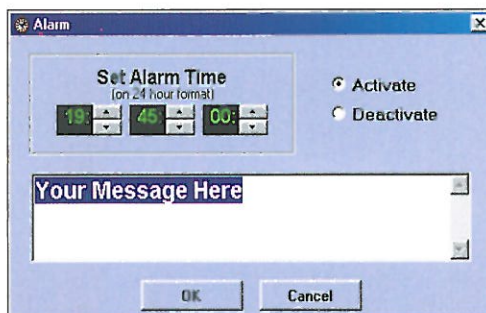 Alarm
Set Alarm Time
(on 24 hour format)
19: 45: 00:
Activate
Deactivate
Your Message Here
OK Cancel